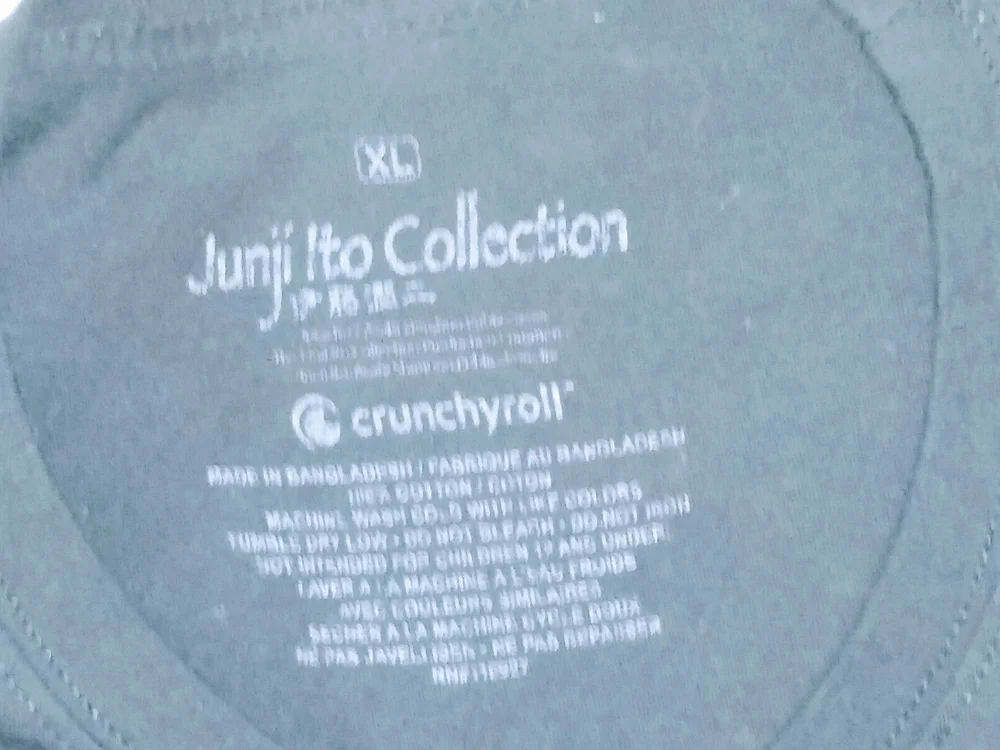 XL
Junji Ito Collection
伊藤潤二
crunchyroll™
MADE IN BANGLADESH / FABRIQUE AU BANGLADESH
100% COTTON / COTON
MACHINE WASH COLD WITH LIKE COLORS
TUMBLE DRY LOW • DO NOT BLEACH • DO NOT IRON
NOT INTENDED FOR CHILDREN 12 AND UNDER
LAVER A LA MACHINE A L'EAU FROIDE
AVEC COULEURS SIMILAIRES
SECHER A LA MACHINE CYCLE DOUX
NE PAS JAVELLISER • NE PAS REPASSER